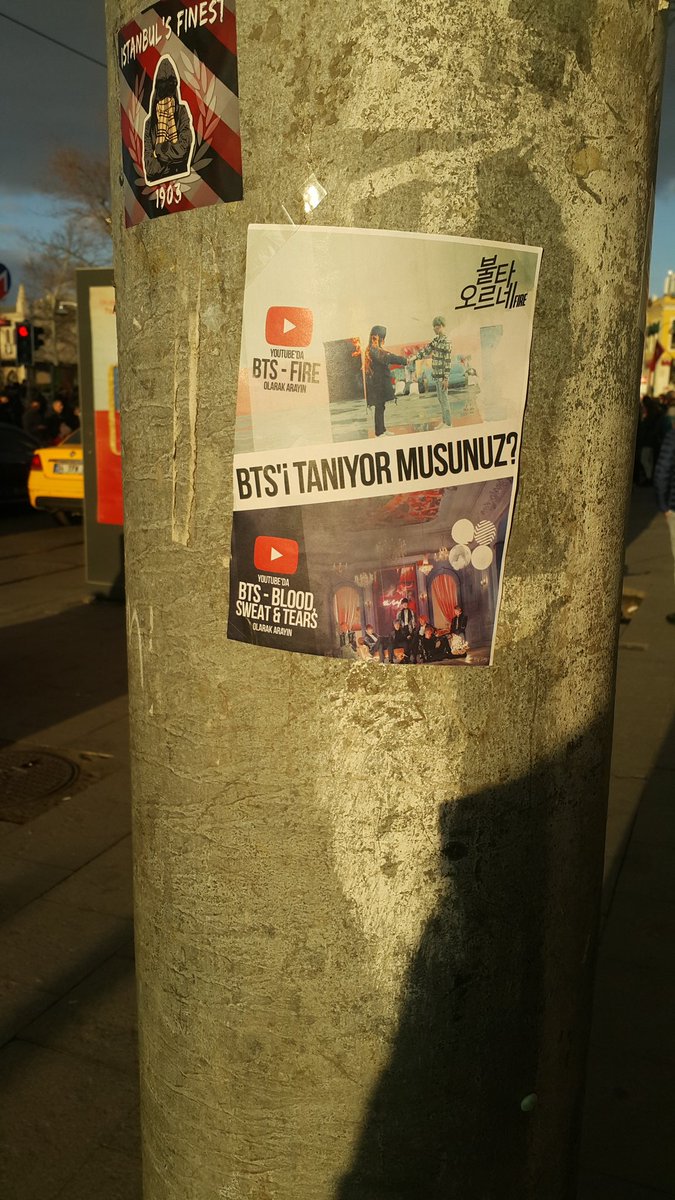 ISTANBUL'S FINEST
1903
불타
오르네 FIRE
YOUTUBE'DA
BTS - FIRE
OLARAK ARAYIN
BTS'i TANIYOR MUSUNUZ?
YOUTUBE'DA
BTS - BLOOD,
SWEAT & TEARS
OLARAK ARAYIN